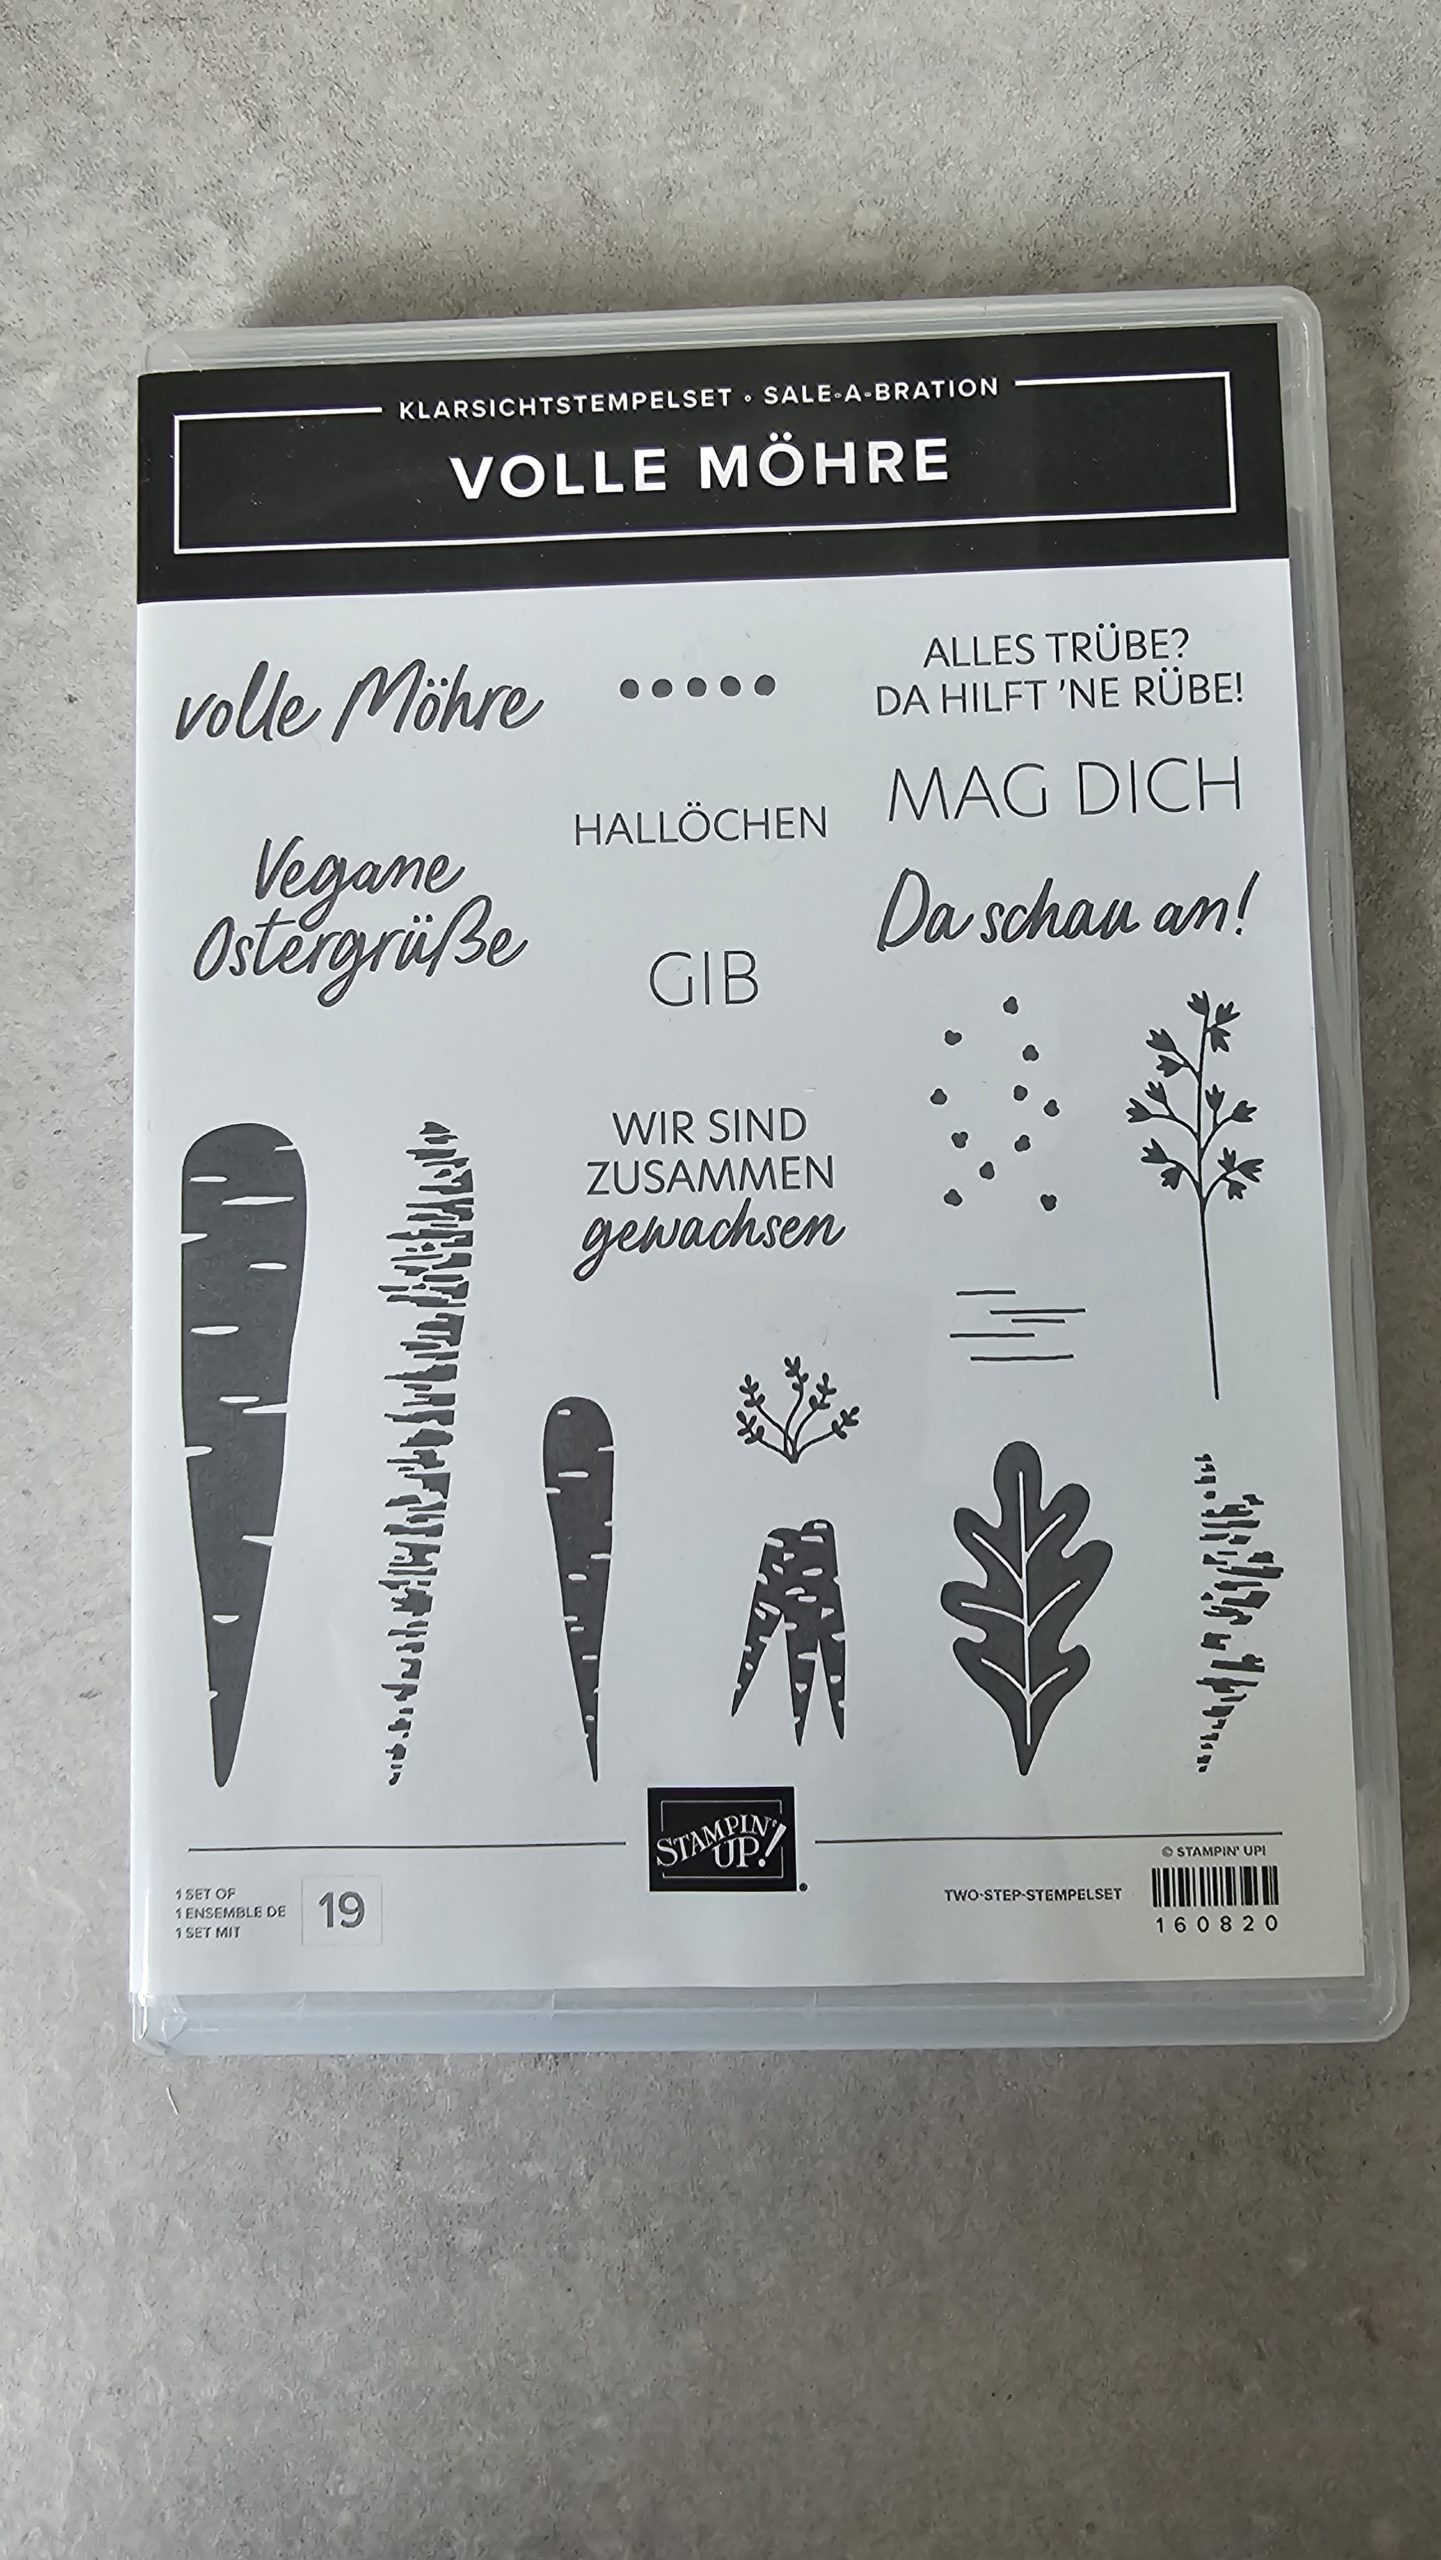 KLARSICHTSTEMPELSET • SALE-A-BRATION
VOLLE MÖHRE
volle Möhre
ALLES TRÜBE?
DA HILFT 'NE RÜBE!
HALLÖCHEN
MAG DICH
Vegane
Ostergrüße
Da schau an!
GIB
WIR SIND
ZUSAMMEN
gewachsen
STAMPIN'
UP!
1 SET OF
1 ENSEMBLE DE
1 SET MIT
19
TWO-STEP-STEMPELSET
© STAMPIN' UP!
160820